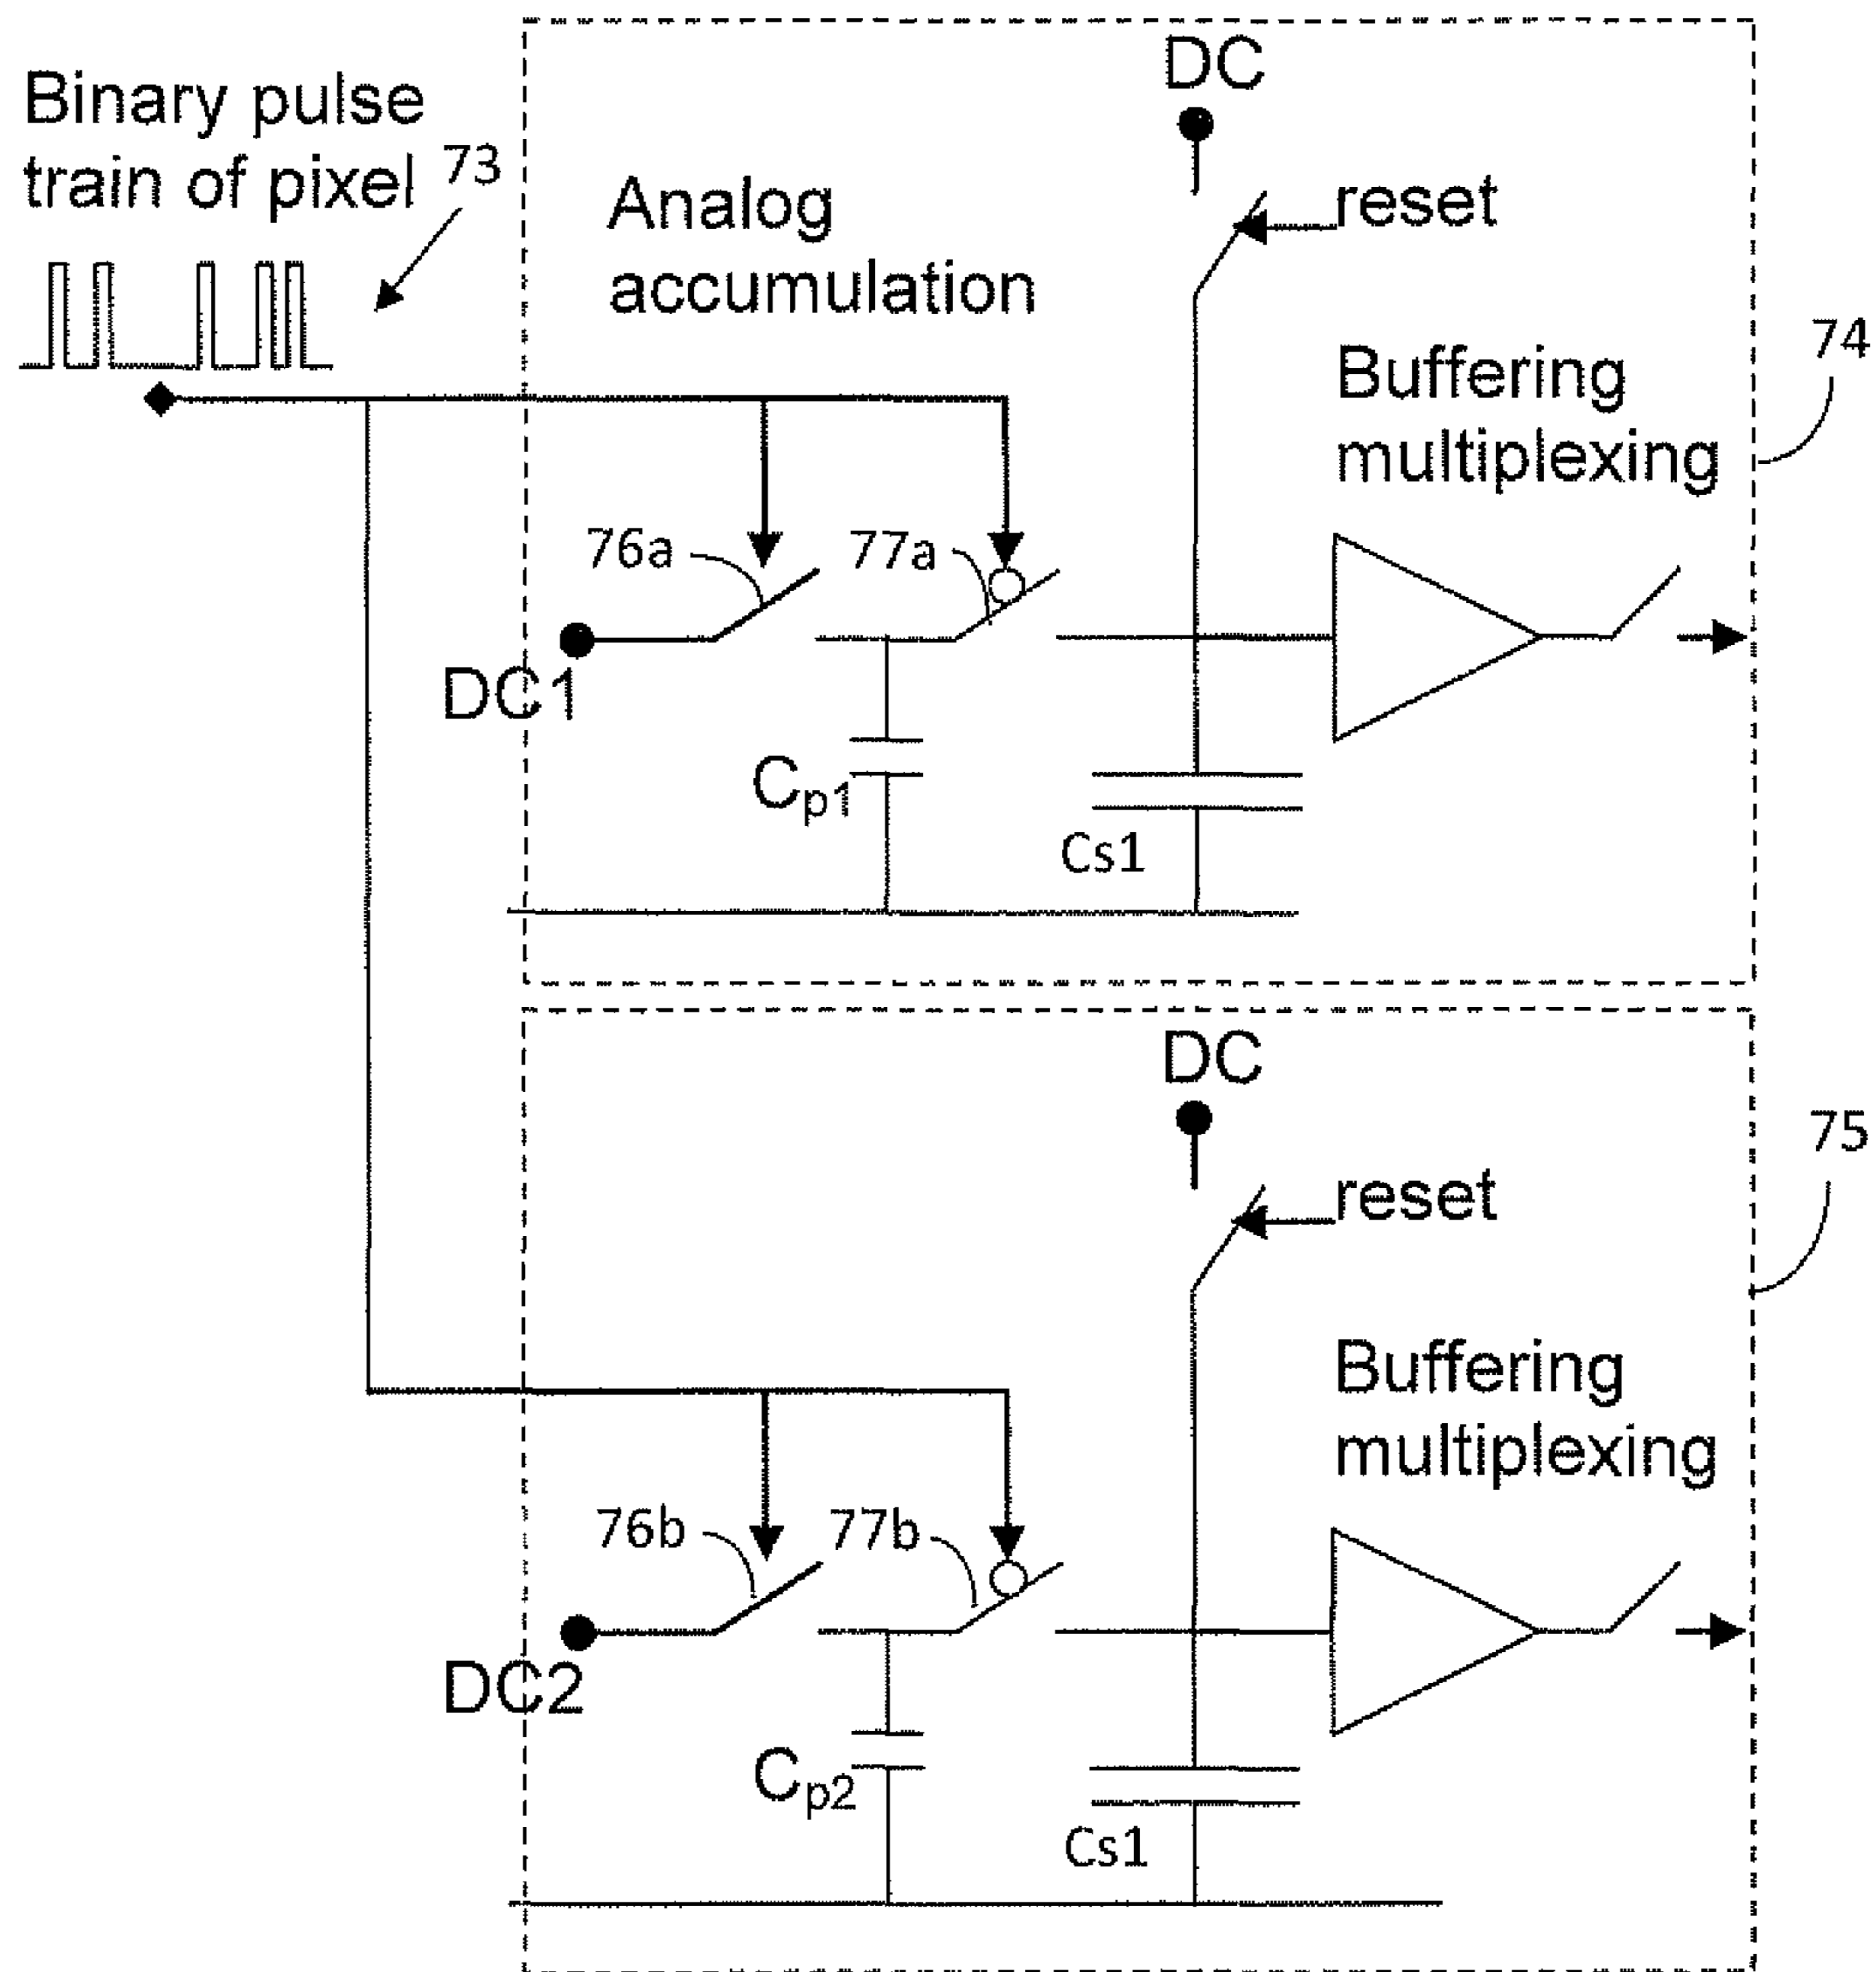 DC
Binary pulse
train of pixel
73
Analog
accumulation
reset
74
Buffering
multiplexing
76a
77a
DC1
Cp1
Cs1
DC
75
reset
Buffering
multiplexing
76b
77b
DC2
Cp2
Cs1